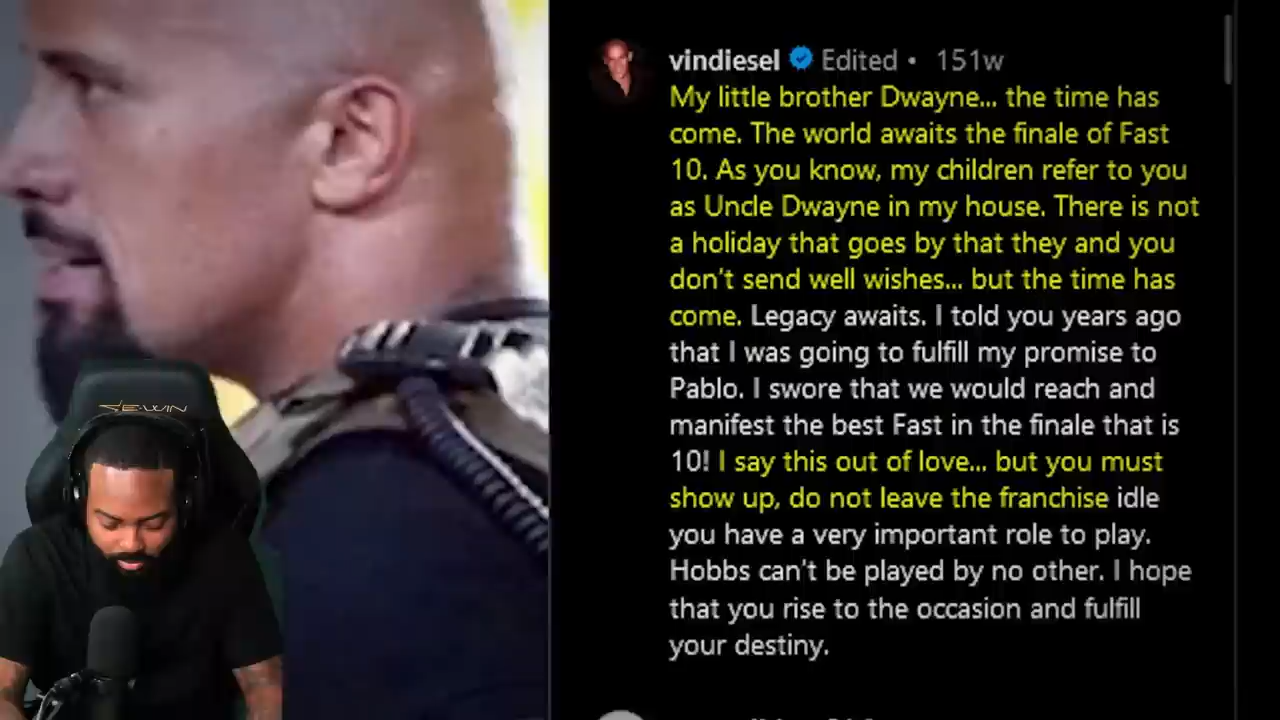 vindiesel Edited • 151w
My little brother Dwayne... the time has
come. The world awaits the finale of Fast
10. As you know, my children refer to you
as Uncle Dwayne in my house. There is not
a holiday that goes by that they and you
don't send well wishes... but the time has
come. Legacy awaits. I told you years ago
that I was going to fulfill my promise to
Pablo. I swore that we would reach and
manifest the best Fast in the finale that is
10! I say this out of love... but you must
show up, do not leave the franchise idle
you have a very important role to play.
Hobbs can't be played by no other. I hope
that you rise to the occasion and fulfill
your destiny.
E-WIN